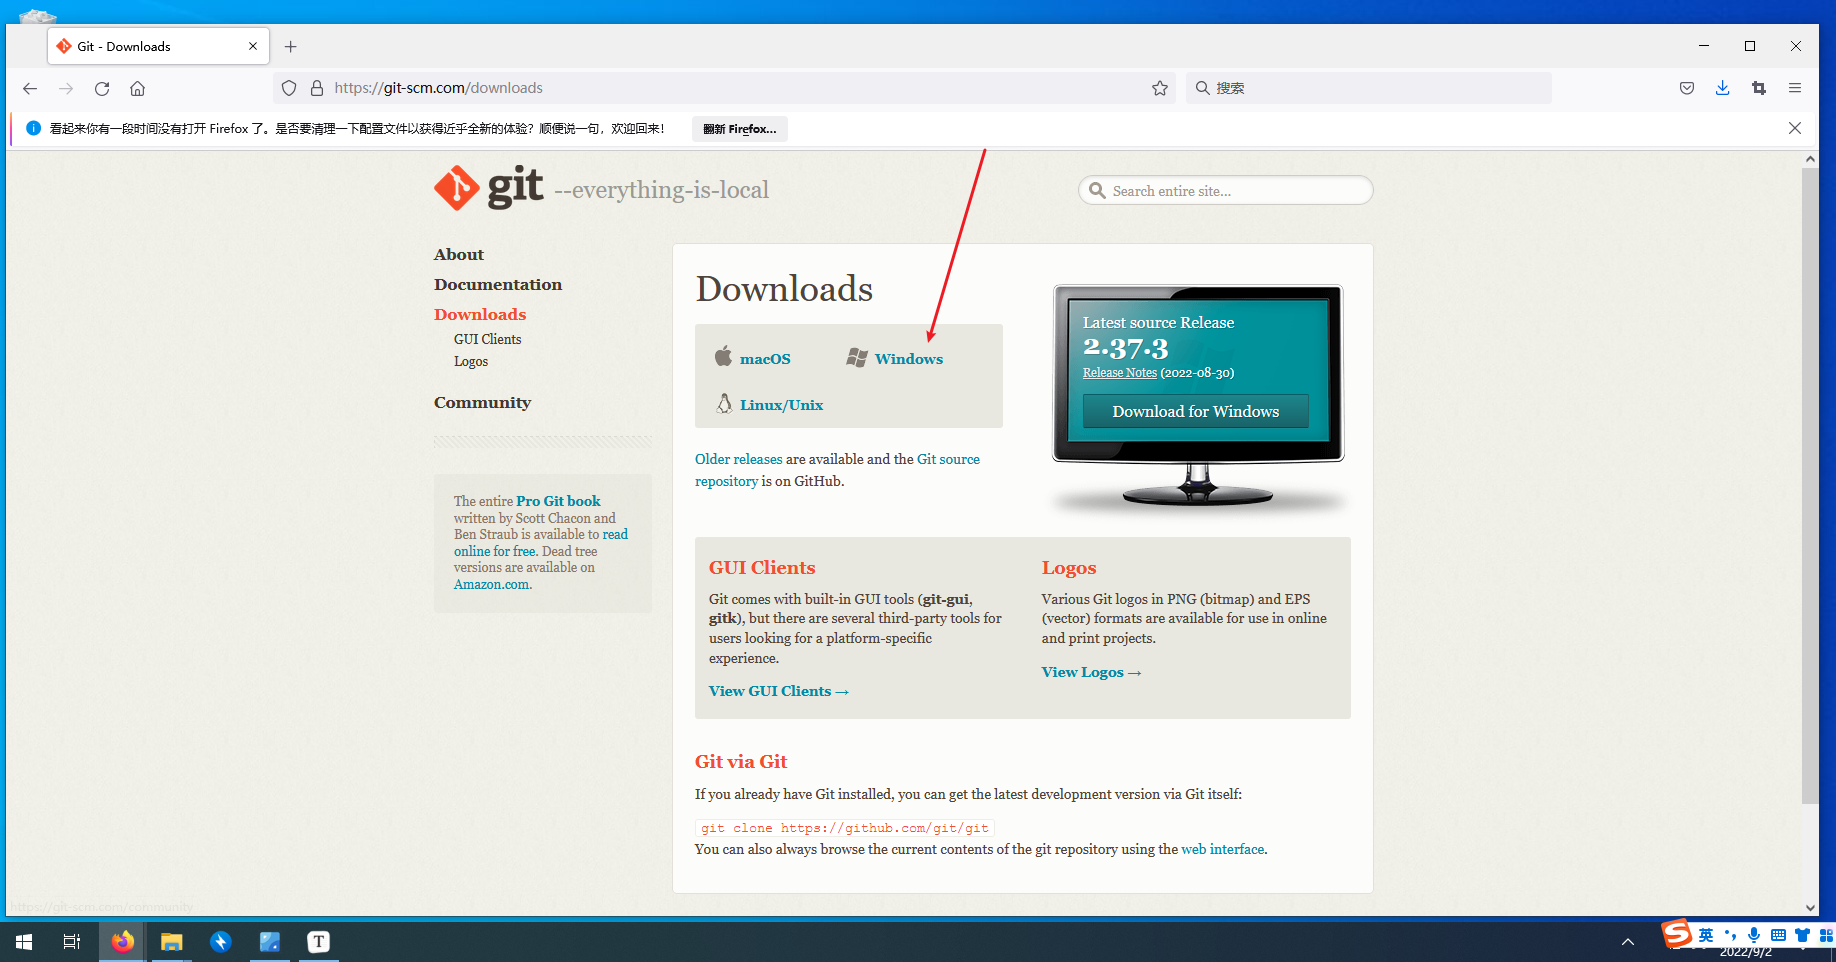 Git - Downloads
https://git-scm.com/downloads
搜索
看起来你有一段时间没有打开 Firefox 了。是否要清理一下配置文件以获得近乎全新的体验？顺便说一句，欢迎回来！
翻新 Firefox...
git --everything-is-local
Search entire site...
About
Documentation
Downloads
GUI Clients
Logos
Community
The entire Pro Git book
written by Scott Chacon and
Ben Straub is available to read
online for free. Dead tree
versions are available on
Amazon.com.
Downloads
macOS
Windows
Linux/Unix
Older releases are available and the Git source
repository is on GitHub.
Latest source Release
2.37.3
Release Notes (2022-08-30)
Download for Windows
GUI Clients
Git comes with built-in GUI tools (git-gui,
gitk), but there are several third-party tools for
users looking for a platform-specific
experience.
View GUI Clients →
Logos
Various Git logos in PNG (bitmap) and EPS
(vector) formats are available for use in online
and print projects.
View Logos →
Git via Git
If you already have Git installed, you can get the latest development version via Git itself:
git clone https://github.com/git/git
You can also always browse the current contents of the git repository using the web interface.
https://git-scm.com/community
T
S
英
2022/9/2